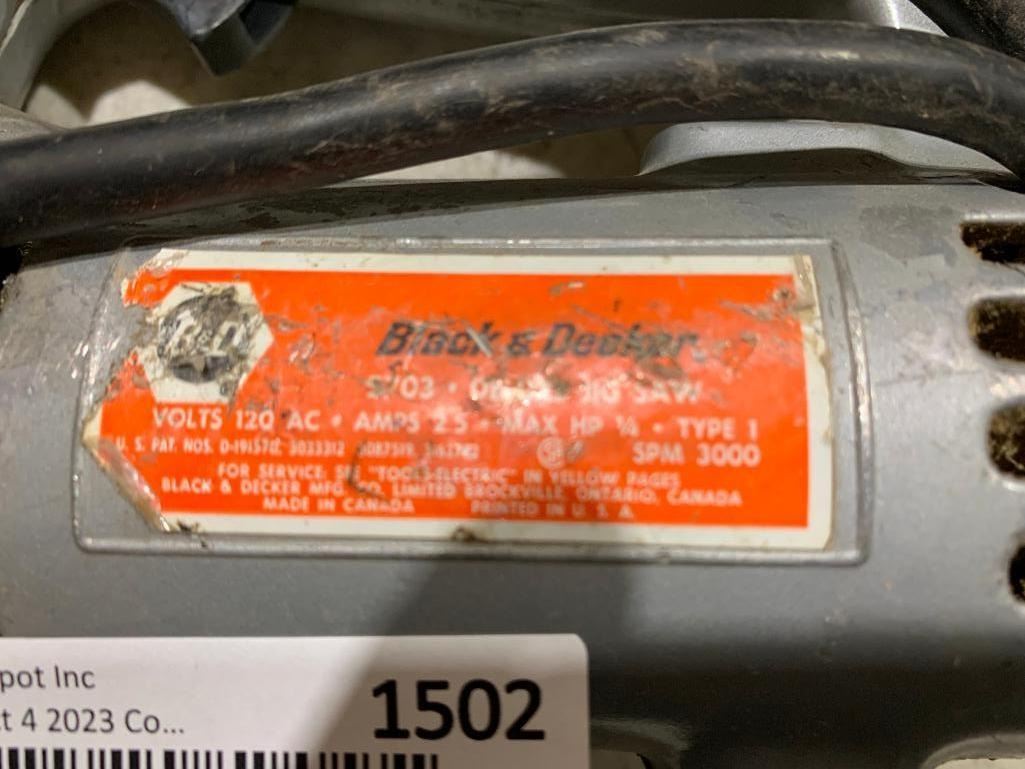 Black & Decker
JIG SAW
VOLTS 120 AC • AMPS 2.5 • MAX HP ¼ • TYPE 1
U. S. PAT. NOS. 3033312
SPM 3000
FOR SERVICE: "TOOLS-ELECTRIC" IN YELLOW PAGES
BLACK & DECKER MFG. CO. LIMITED BROCKVILLE, ONTARIO, CANADA
MADE IN CANADA PRINTED IN U. S. A.
pot Inc
1502
t 4 2023 Co...